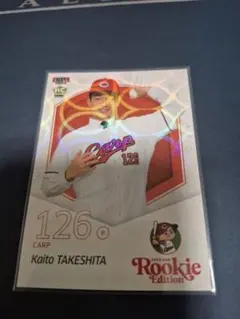 Carp
126
126
P
CARP
Kaito TAKESHITA
Rookie
Edition